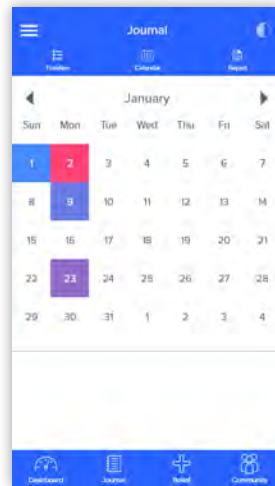 Journal
Timeline Calendar Report
January
Sun Mon Tue Wed Thu Fri Sat
1 2 3 4 5 6 7
8 9 10 11 12 13 14
15 16 17 18 19 20 21
22 23 24 25 26 27 28
29 30 31 1 2 3 4
Dashboard Journal Relief Community